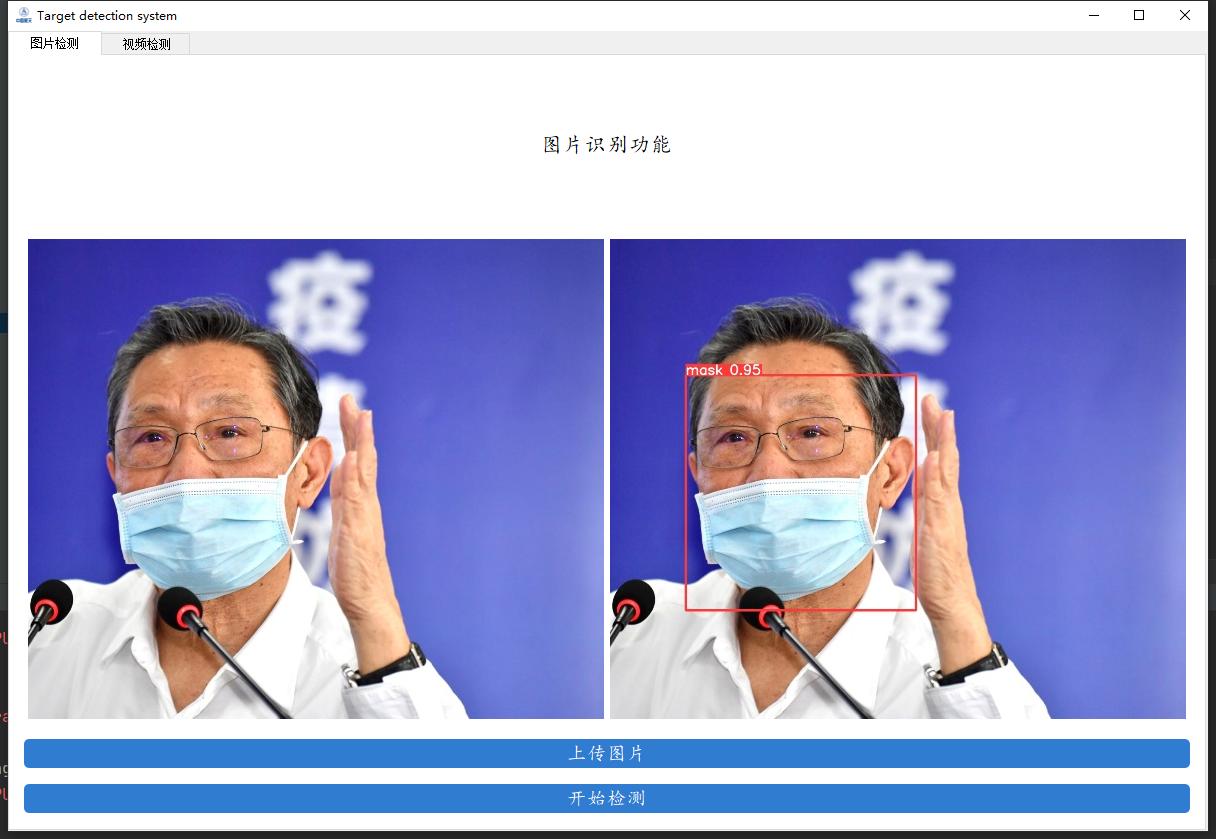 Target detection system
图片检测
视频检测
图片识别功能
疫
疫
mask 0.95
上传图片
开始检测